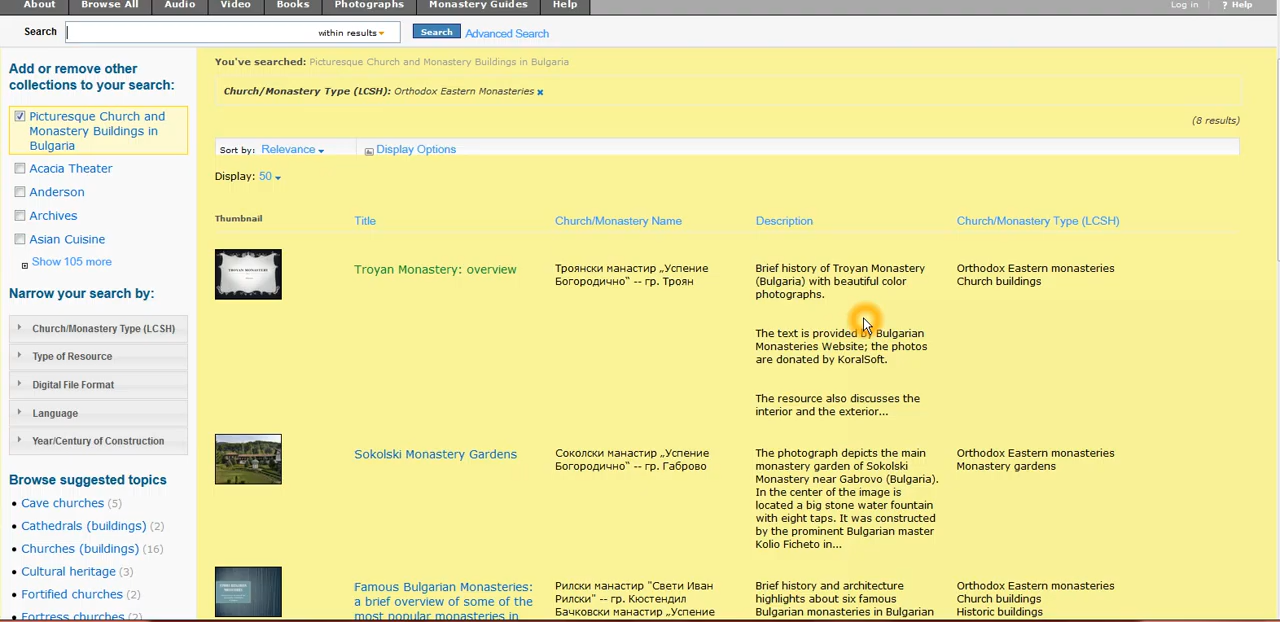 About Browse All Audio Video Books Photographs Monastery Guides Help Log in ? Help
Search within results Search Advanced Search
Add or remove other
collections to your search:
Picturesque Church and
Monastery Buildings in
Bulgaria
Acacia Theater
Anderson
Archives
Asian Cuisine
Show 105 more
Narrow your search by:
Church/Monastery Type (LCSH)
Type of Resource
Digital File Format
Language
Year/Century of Construction
Browse suggested topics
Cave churches (5)
Cathedrals (buildings) (2)
Churches (buildings) (16)
Cultural heritage (3)
Fortified churches (2)
Fortress churches (2)
You've searched: Picturesque Church and Monastery Buildings in Bulgaria
Church/Monastery Type (LCSH): Orthodox Eastern Monasteries
(8 results)
Sort by: Relevance Display Options
Display: 50
Thumbnail Title Church/Monastery Name Description Church/Monastery Type (LCSH)
TROYAN MONASTERY
Troyan Monastery: overview
Троянски манастир „Успение
Богородично“ -- гр. Троян
Brief history of Troyan Monastery
(Bulgaria) with beautiful color
photographs.
The text is provided by Bulgarian
Monasteries Website; the photos
are donated by KoralSoft.
The resource also discusses the
interior and the exterior...
Orthodox Eastern monasteries
Church buildings
Sokolski Monastery Gardens
Соколски манастир „Успение
Богородично“ -- гр. Габрово
The photograph depicts the main
monastery garden of Sokolski
Monastery near Gabrovo (Bulgaria).
In the center of the image is
located a big stone water fountain
with eight taps. It was constructed
by the prominent Bulgarian master
Kolio Ficheto in...
Orthodox Eastern monasteries
Monastery gardens
Famous Bulgarian Monasteries:
a brief overview of some of the
most popular monasteries in
Рилски манастир "Свети Иван
Рилски" -- гр. Кюстендил
Бачковски манастир „Успение
Brief history and architecture
highlights about six famous
Bulgarian monasteries in Bulgarian
Orthodox Eastern monasteries
Church buildings
Historic buildings